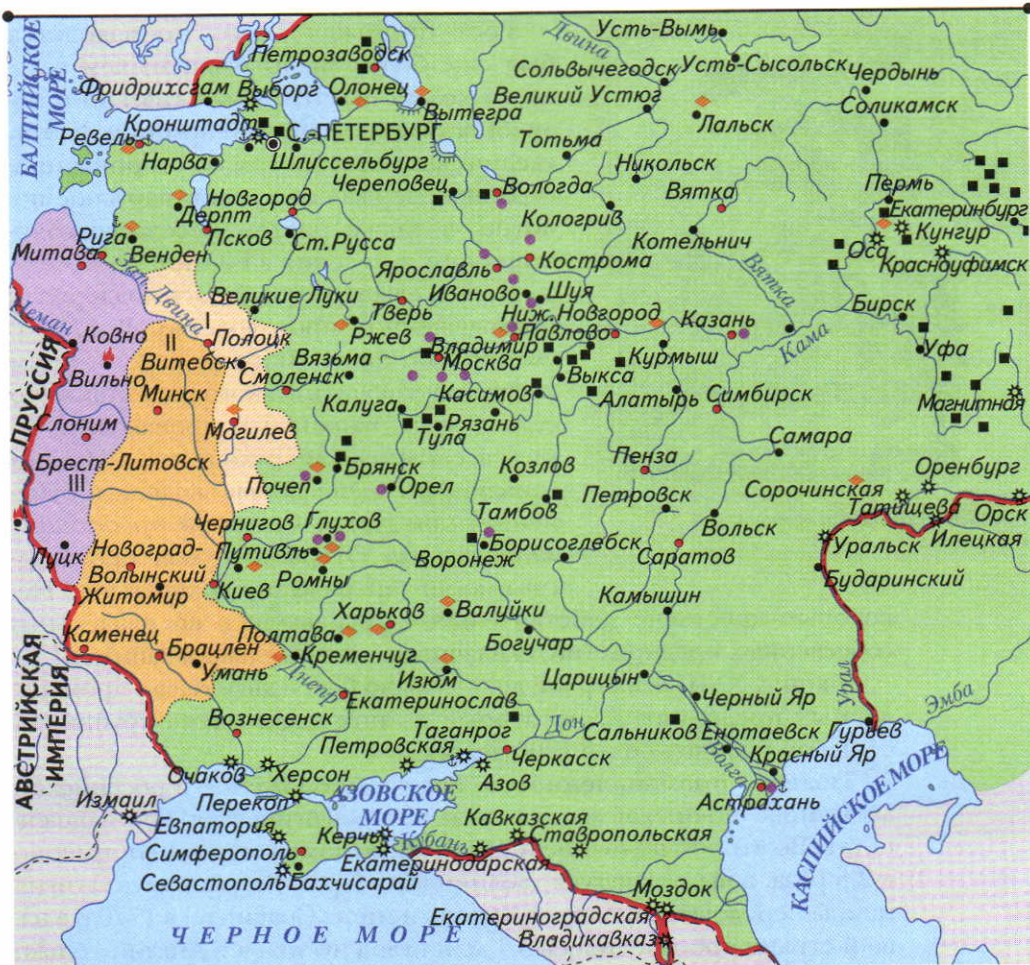 БАЛТИЙСКОЕ
МОРЕ
Двина
Усть-Вымь
Петрозаводск
Сольвычегодск
Усть-Сысольск
Чердынь
Фридрихсгам
Выборг
Олонец
Вытегра
Великий Устюг
Лальск
Соликамск
Кронштадт
С.-ПЕТЕРБУРГ
Ревель
Тотьма
Нарва
Шлиссельбург
Никольск
Череповец
Вологда
Вятка
Пермь
Новгород
Екатеринбург
Дерпт
Кологрив
Кунгур
Рига
Псков
Ст.Русса
Котельнич
Оса
Митава
Венден
Красноуфимск
Зап. Двина
Ярославль
Кострома
Вятка
Великие Луки
Иваново
Шуя
Неман
Тверь
Ниж. Новгород
Бирск
I
Ковно
II
Полоцк
Ржев
Владимир
Павлово
Казань
Кама
Витебск
Вязьма
Москва
Курмыш
Уфа
Вильно
Смоленск
Выкса
ПРУССИЯ
Минск
Касимов
Алатырь
Симбирск
Магнитная
Калуга
Рязань
Слоним
Могилев
Тула
Самара
Брест-Литовск
Брянск
Козлов
Пенза
Оренбург
III
Почеп
Орел
Петровск
Сорочинская
Татищева
Чернигов
Глухов
Тамбов
Вольск
Орск
Луцк
Новоград-
Волынский
Путивль
Воронеж
Борисоглебск
Саратов
Уральск
Илецкая
Житомир
Киев
Ромны
Бударинский
Харьков
Валуйки
Камышин
Каменец
Полтава
Богучар
Брацлен
Кременчуг
Умань
Днепр
Изюм
Царицын
Урал
АВСТРИЙСКАЯ
ИМПЕРИЯ
Екатеринослав
Черный Яр
Эмба
Вознесенск
Таганрог
Дон
Сальников
Енотаевск
Гурьев
Петровская
Волга
Красный Яр
Очаков
Херсон
Черкасск
Азов
Измаил
Перекоп
АЗОВСКОЕ
МОРЕ
Астрахань
Кавказская
Евпатория
Керчь
Кубань
Ставропольская
КАСПИЙСКОЕ МОРЕ
Симферополь
Екатеринодарская
Севастополь
Бахчисарай
Моздок
Екатериноградская
ЧЕРНОЕ МОРЕ
Владикавказ